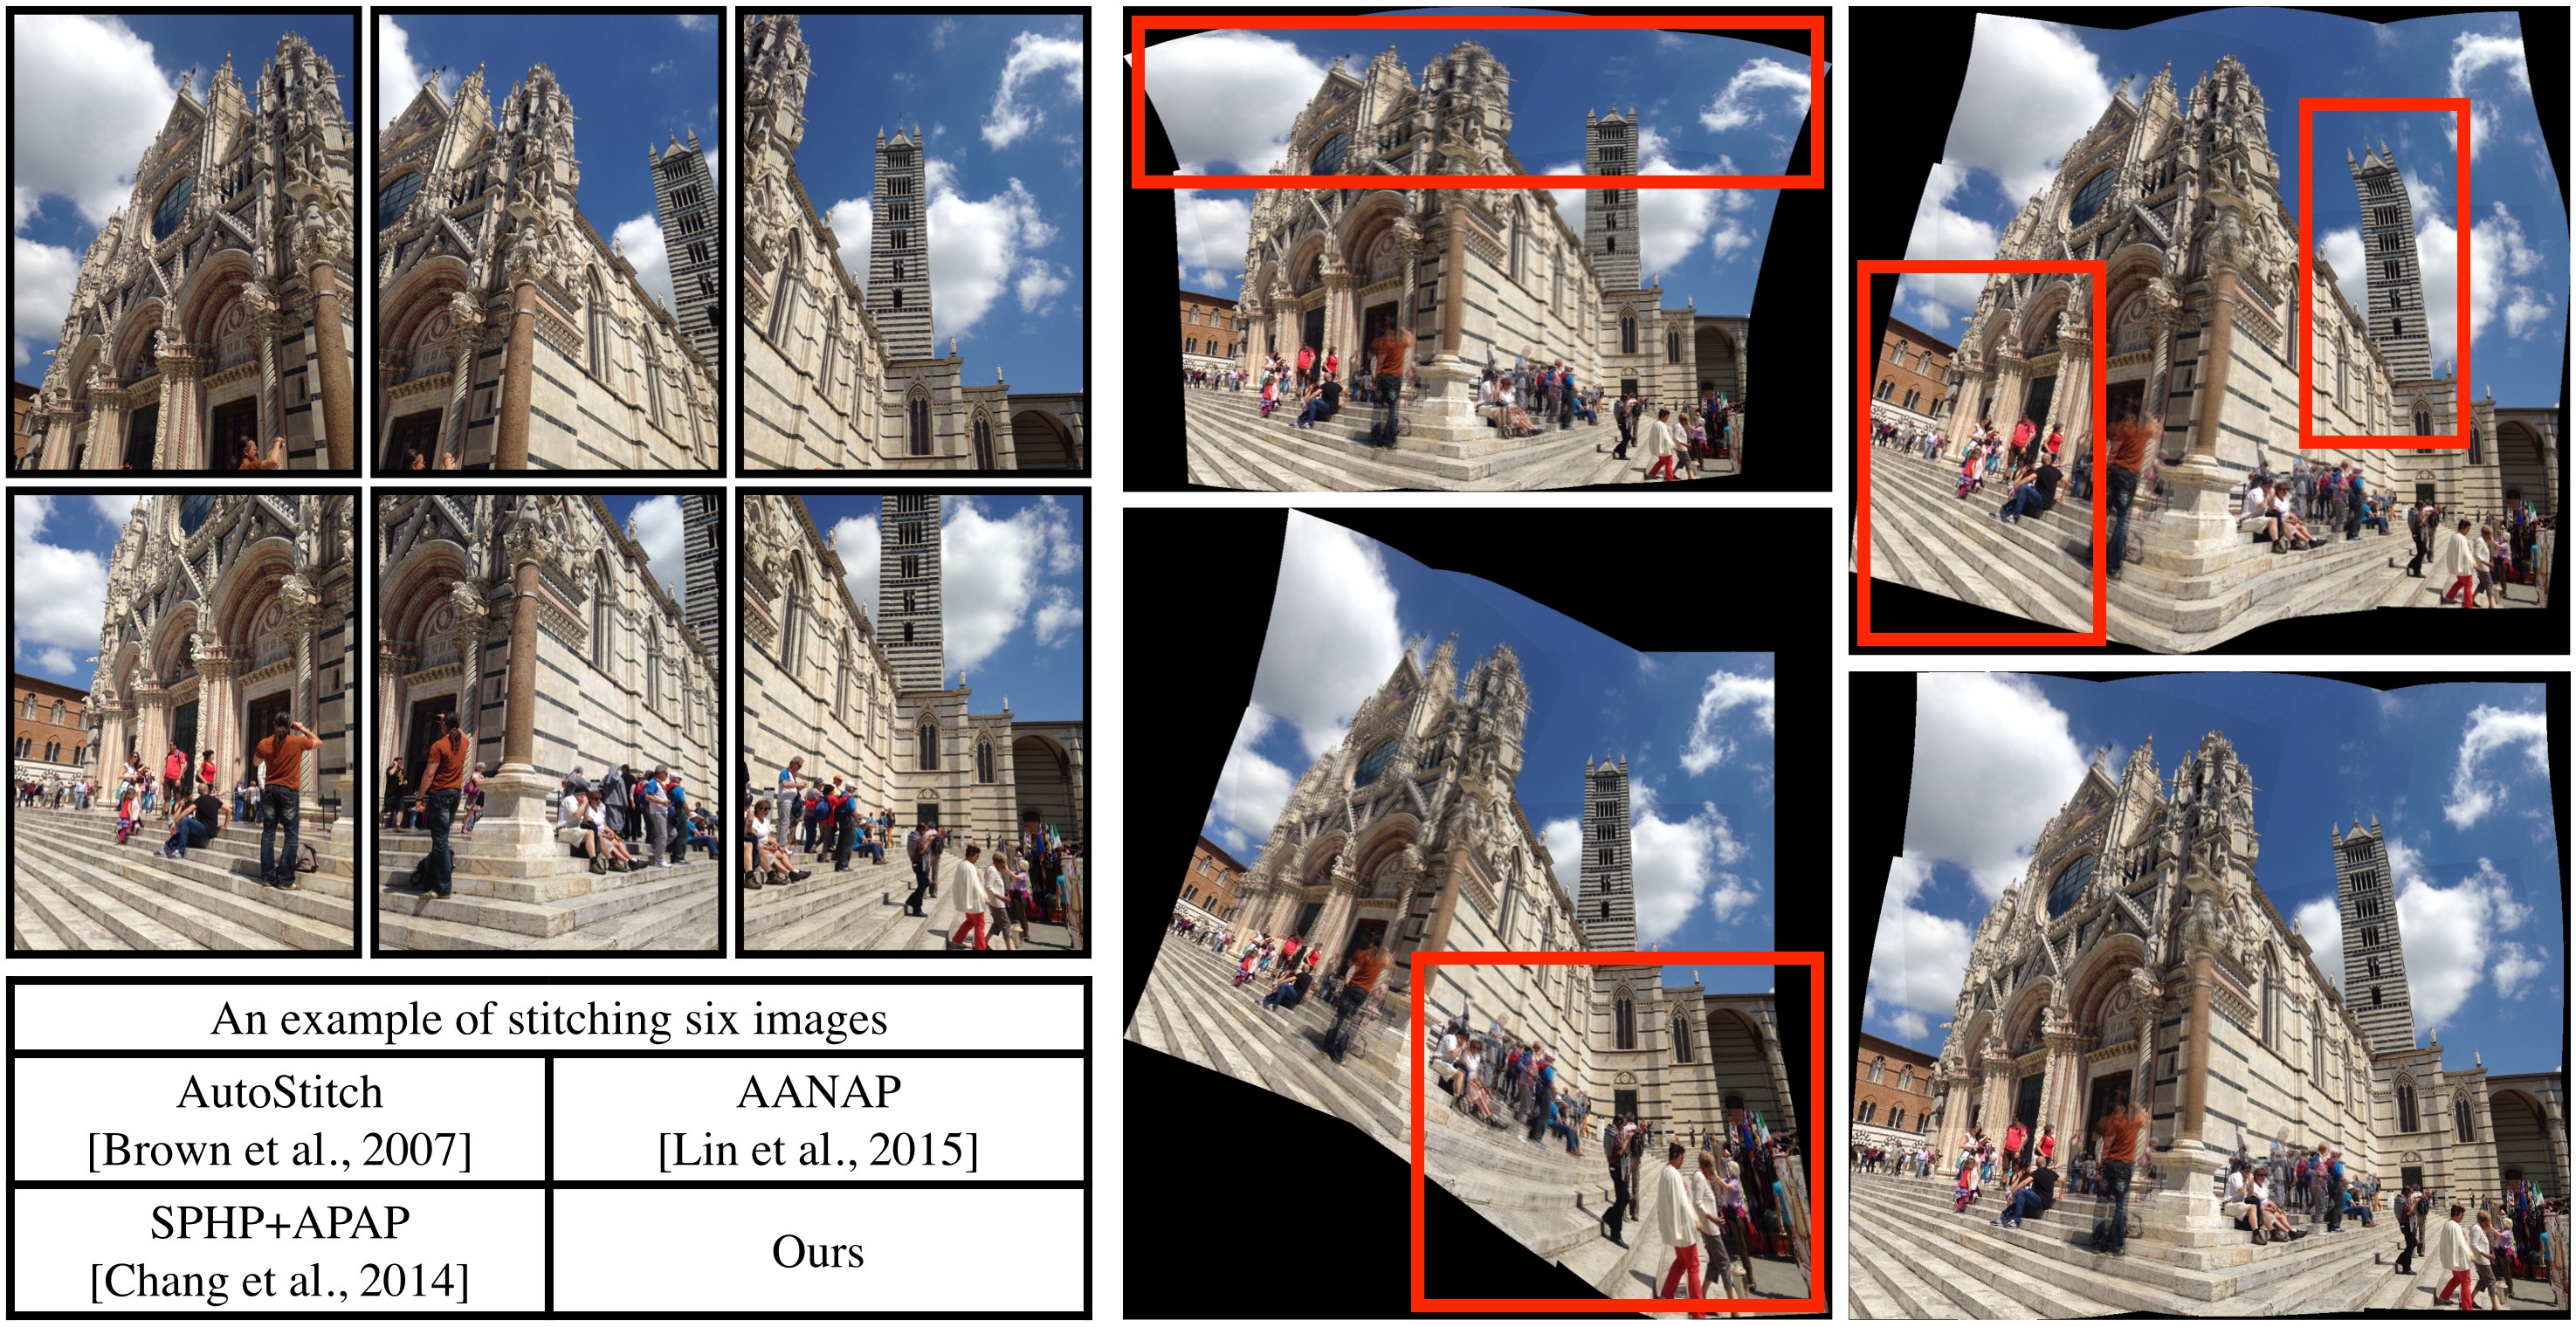 An example of stitching six images
AutoStitch
[Brown et al., 2007]
AANAP
[Lin et al., 2015]
SPHP+APAP
[Chang et al., 2014]
Ours